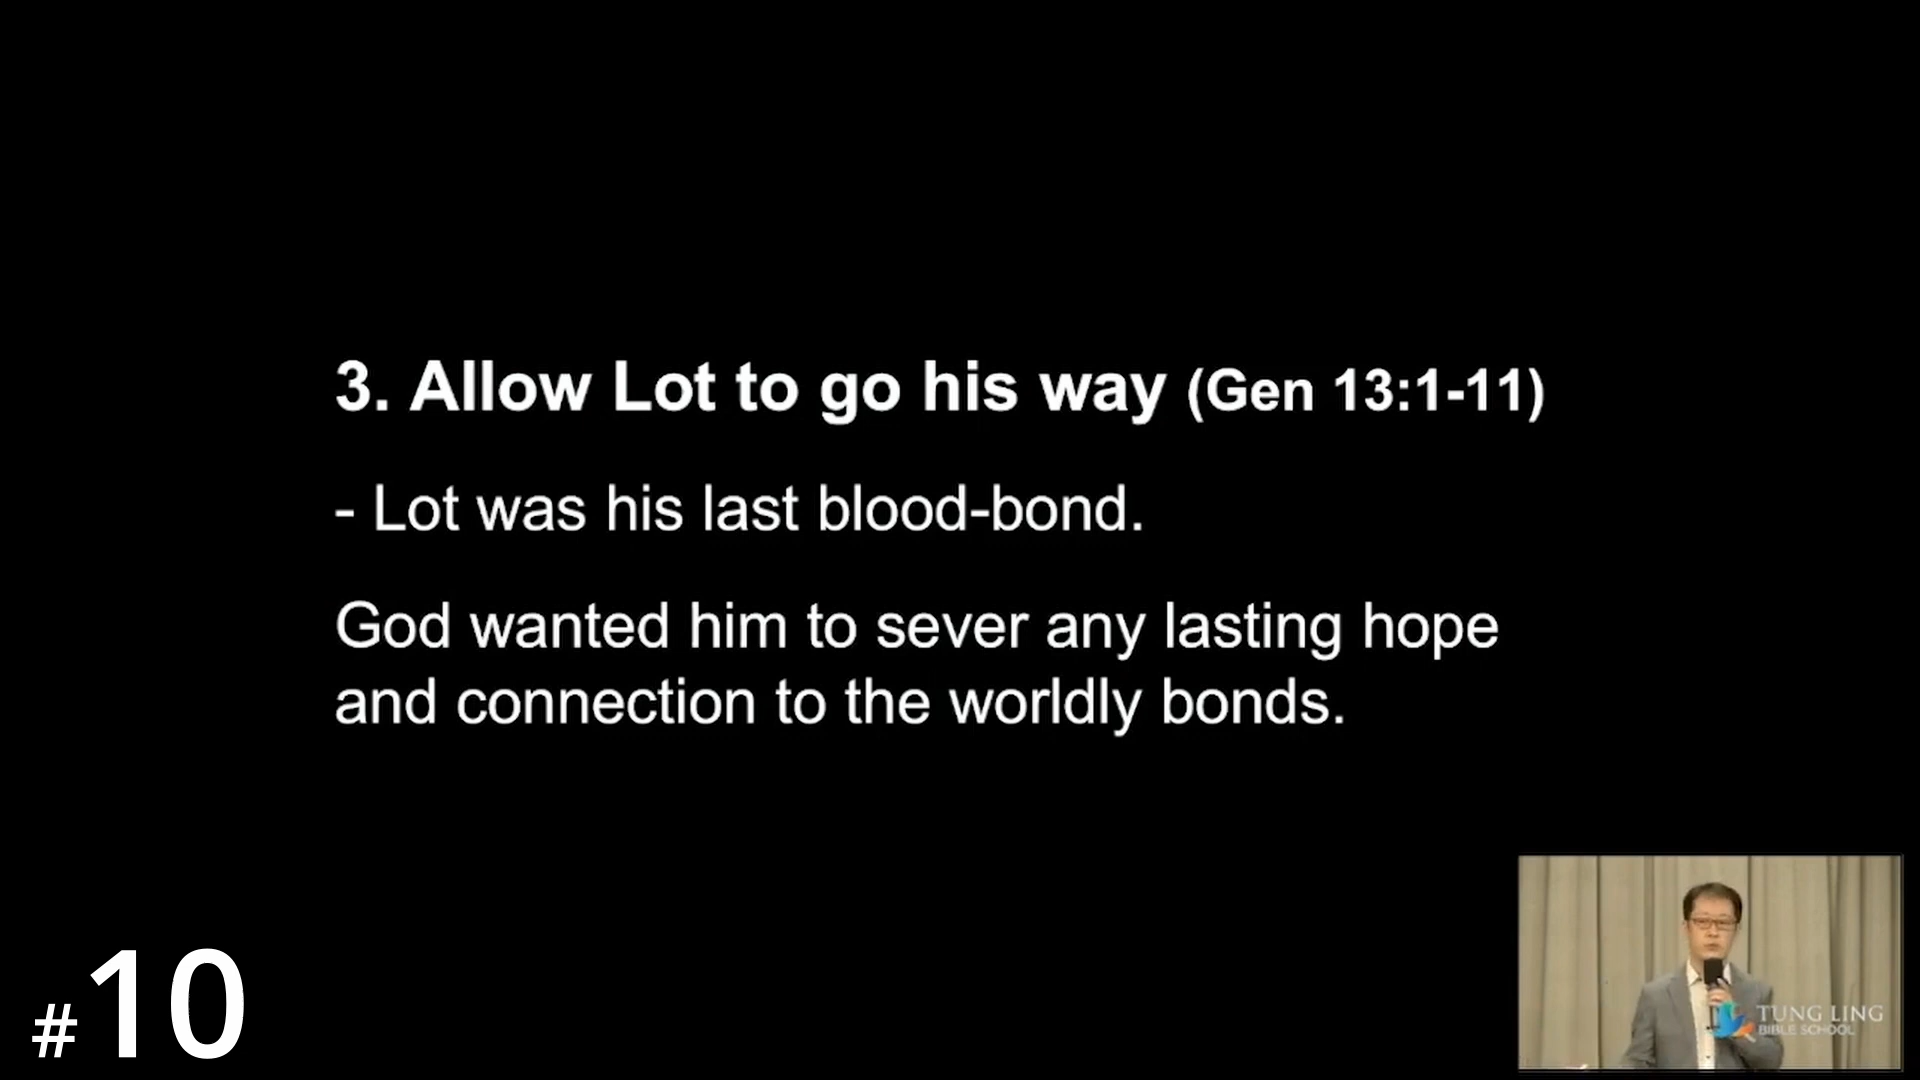 3. Allow Lot to go his way (Gen 13:1-11)
- Lot was his last blood-bond.
God wanted him to sever any lasting hope
and connection to the worldly bonds.
#10
TUNG LING
BIBLE SCHOOL